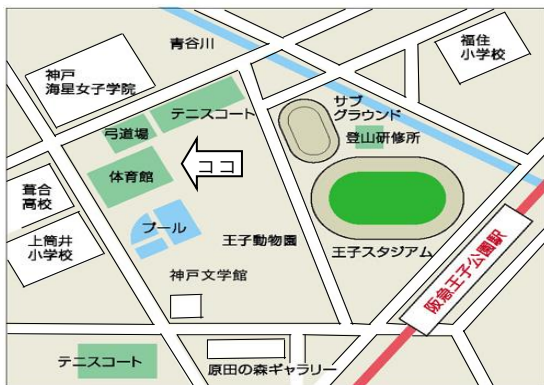 青谷川
福住
小学校
神戸
海星女子学院
テニスコート
サブ
グラウンド
弓道場
登山研修所
ココ
体育館
葺合
高校
プール
王子動物園
王子スタジアム
上筒井
小学校
阪急王子公園駅
神戸文学館
テニスコート
原田の森ギャラリー